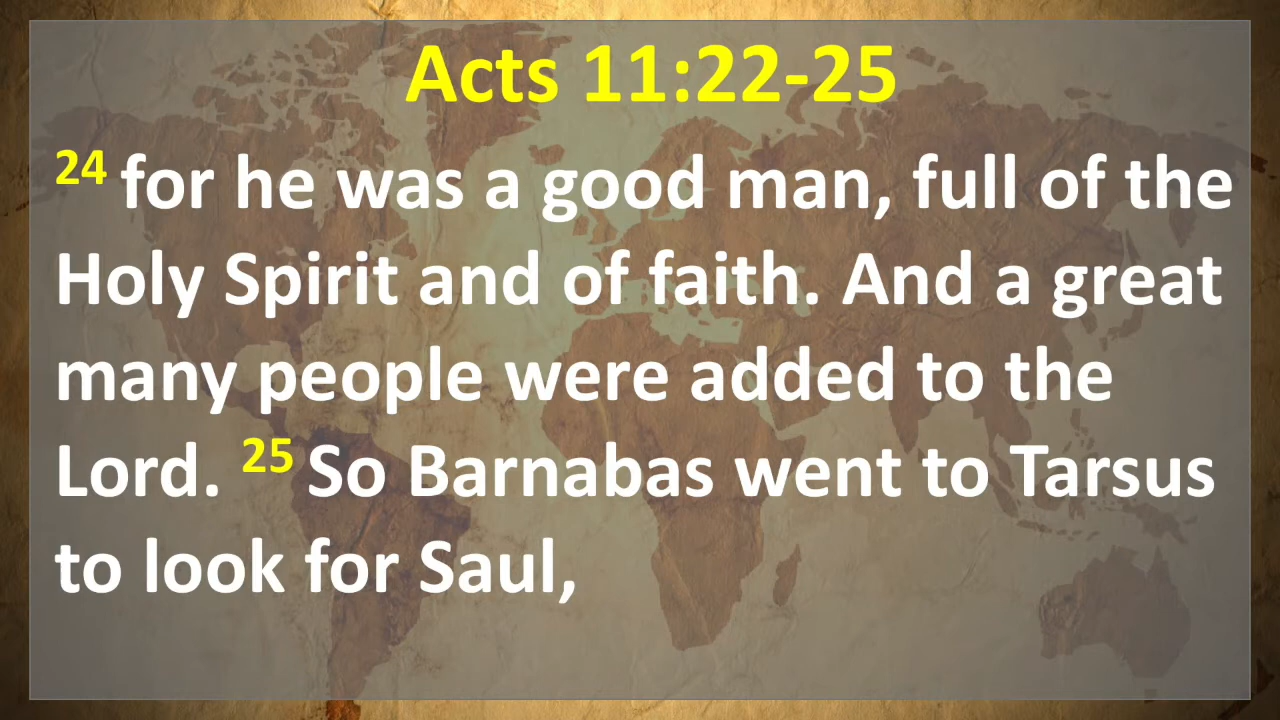 Acts 11:22-25
24 for he was a good man, full of the
Holy Spirit and of faith. And a great
many people were added to the
Lord. 25 So Barnabas went to Tarsus
to look for Saul,